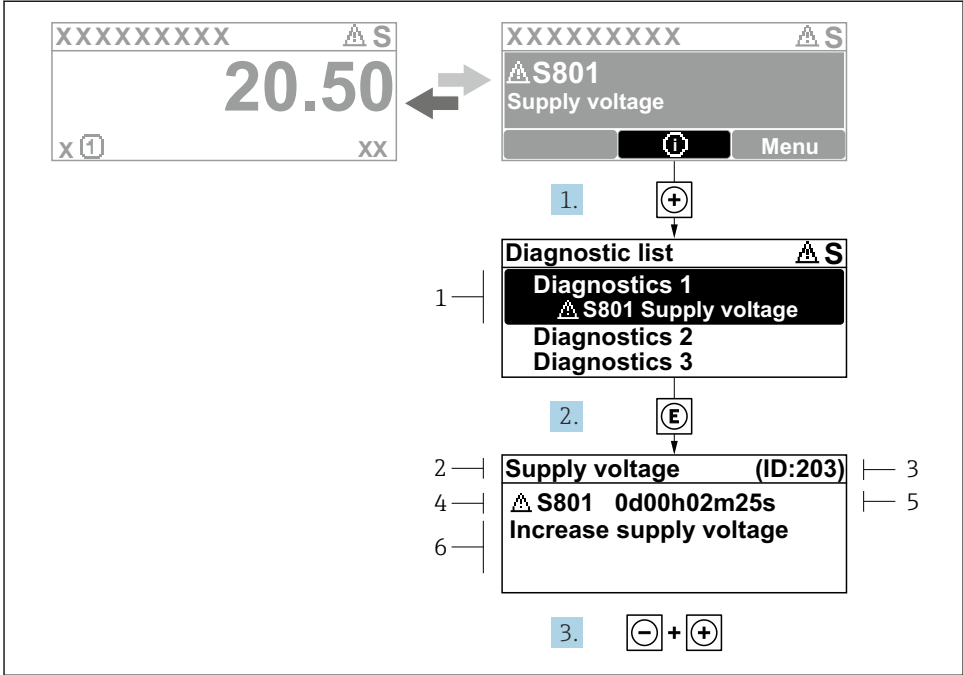 XXXXXXXXX ⚠ S
20.50
x 1 XX
XXXXXXXXX ⚠ S
⚠ S801
Supply voltage
i Menu
1. +
Diagnostic list ⚠ S
1 Diagnostics 1
⚠ S801 Supply voltage
Diagnostics 2
Diagnostics 3
2. E
2 Supply voltage (ID:203) 3
4 ⚠ S801 0d00h02m25s 5
6 Increase supply voltage
3. - + +